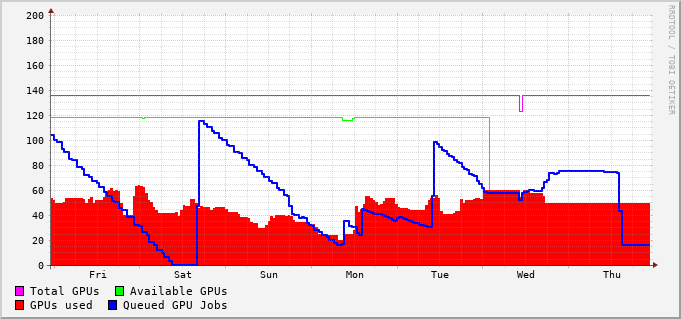 RRDTOOL / TOBI OETIKER
200
180
160
140
120
100
80
60
40
20
0
Fri Sat Sun Mon Tue Wed Thu
Total GPUs Available GPUs
GPUs used Queued GPU Jobs